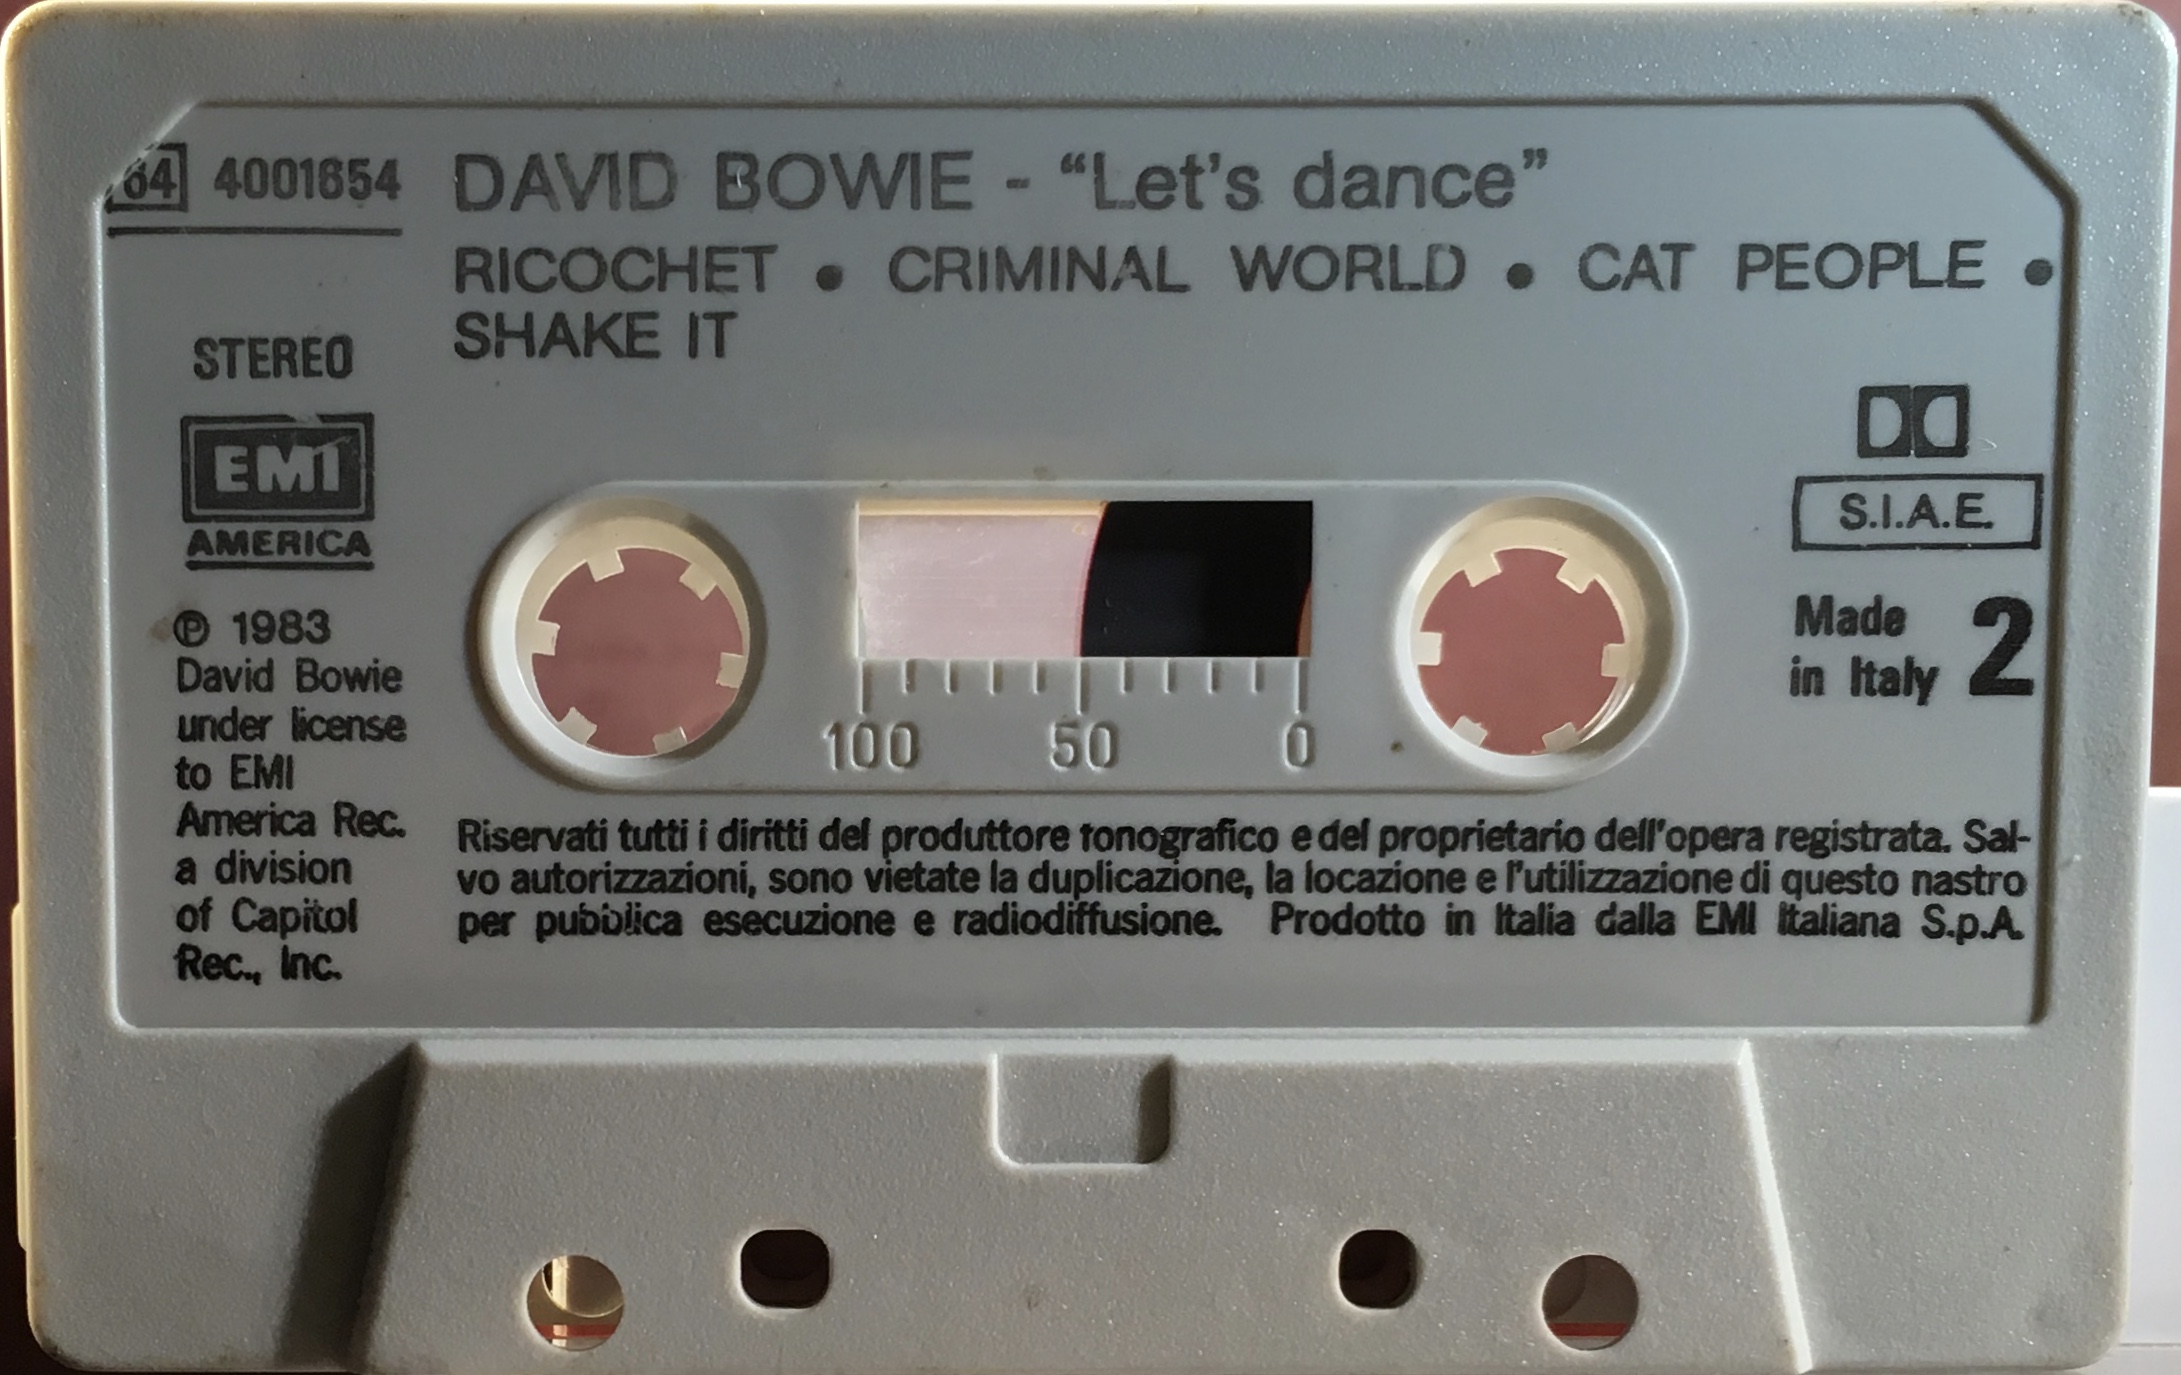 64 4001654
DAVID BOWIE - “Let's dance”
RICOCHET • CRIMINAL WORLD • CAT PEOPLE •
SHAKE IT
STEREO
EMI
AMERICA
℗ 1983
David Bowie
under license
to EMI
America Rec.
a division
of Capitol
Rec., Inc.
S.I.A.E.
Made
in Italy 2
100 50 0
Riservati tutti i diritti del produttore fonografico e del proprietario dell'opera registrata. Sal-
vo autorizzazioni, sono vietate la duplicazione, la locazione e l'utilizzazione di questo nastro
per pubblica esecuzione e radiodiffusione. Prodotto in Italia dalla EMI Italiana S.p.A.